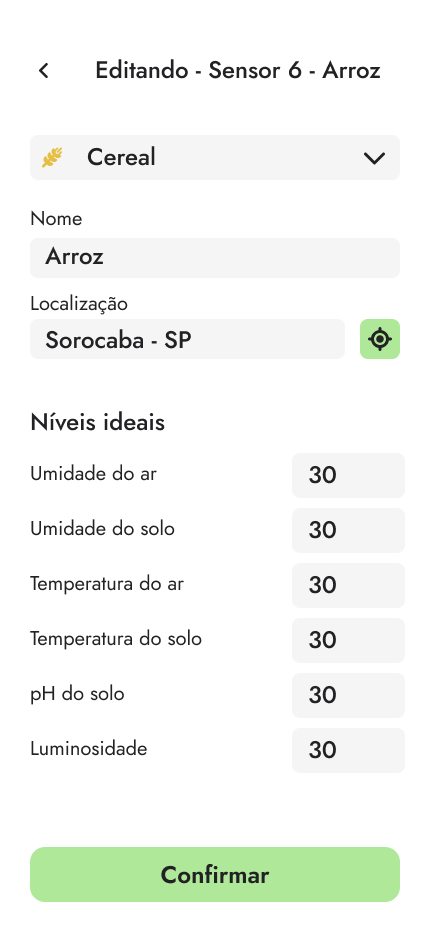 Editando - Sensor 6 - Arroz
Cereal
Nome
Arroz
Localização
Sorocaba - SP
Níveis ideais
Umidade do ar 30
Umidade do solo 30
Temperatura do ar 30
Temperatura do solo 30
pH do solo 30
Luminosidade 30
Confirmar